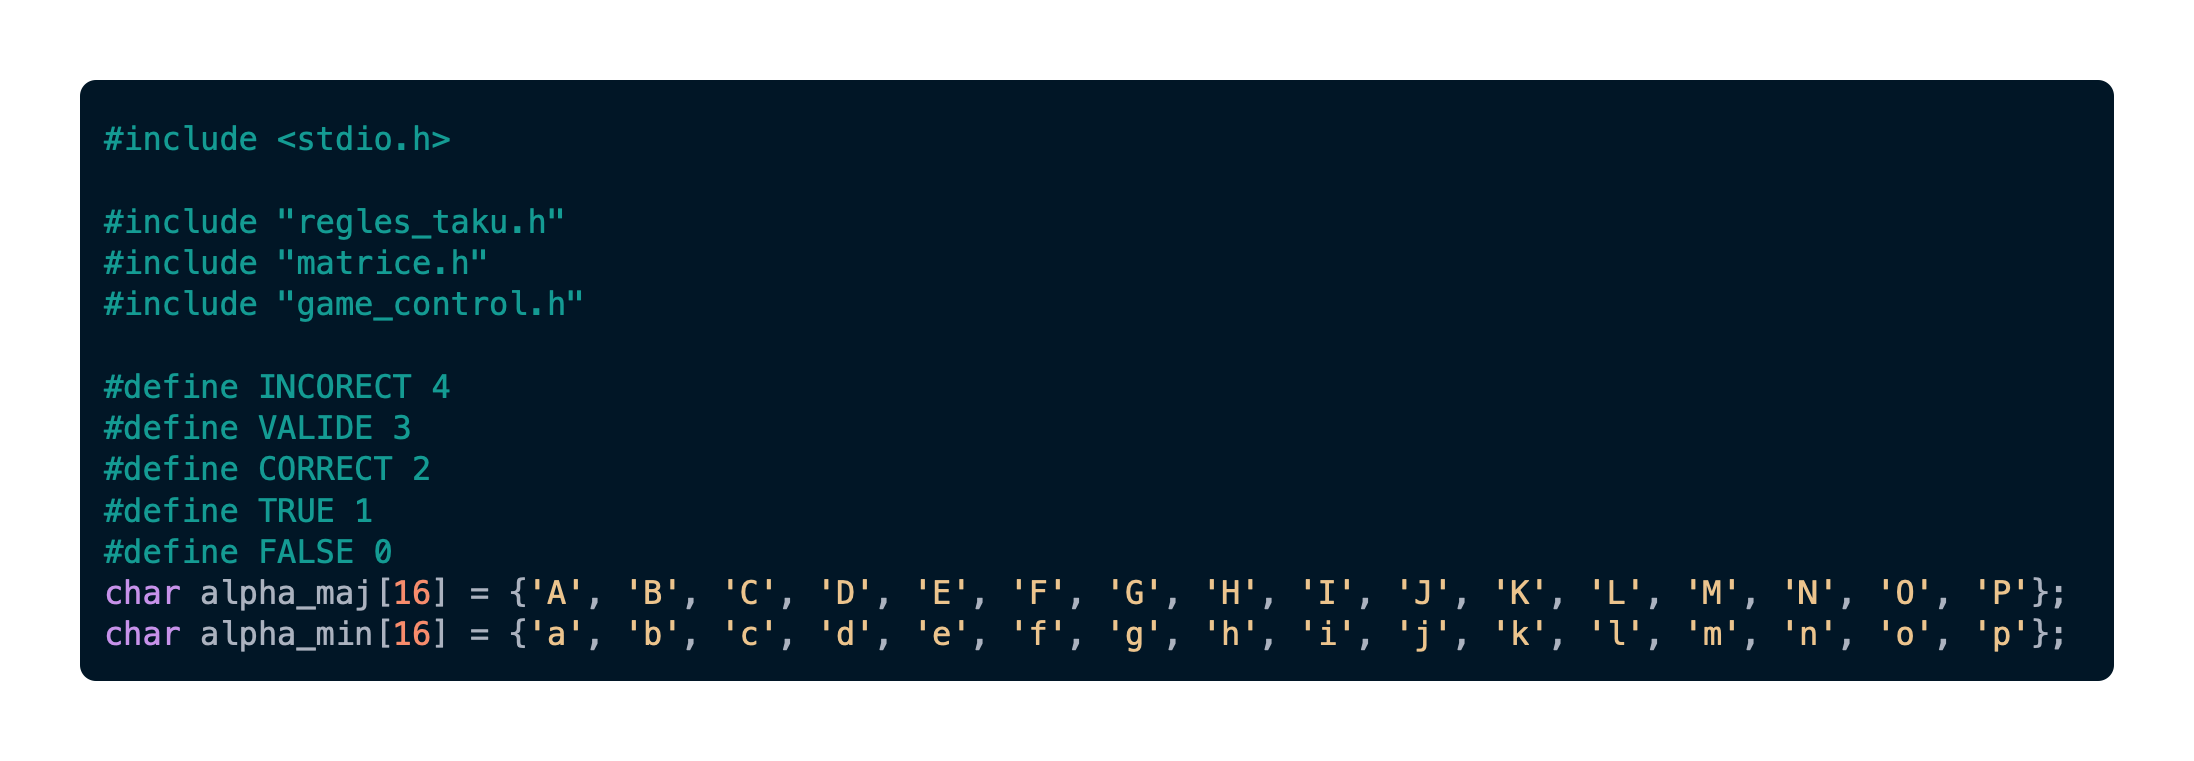 #include <stdio.h>
#include "regles_taku.h"
#include "matrice.h"
#include "game_control.h"
#define INCORECT 4
#define VALIDE 3
#define CORRECT 2
#define TRUE 1
#define FALSE 0
char alpha_maj[16] = {'A', 'B', 'C', 'D', 'E', 'F', 'G', 'H', 'I', 'J', 'K', 'L', 'M', 'N', 'O', 'P'};
char alpha_min[16] = {'a', 'b', 'c', 'd', 'e', 'f', 'g', 'h', 'i', 'j', 'k', 'l', 'm', 'n', 'o', 'p'};